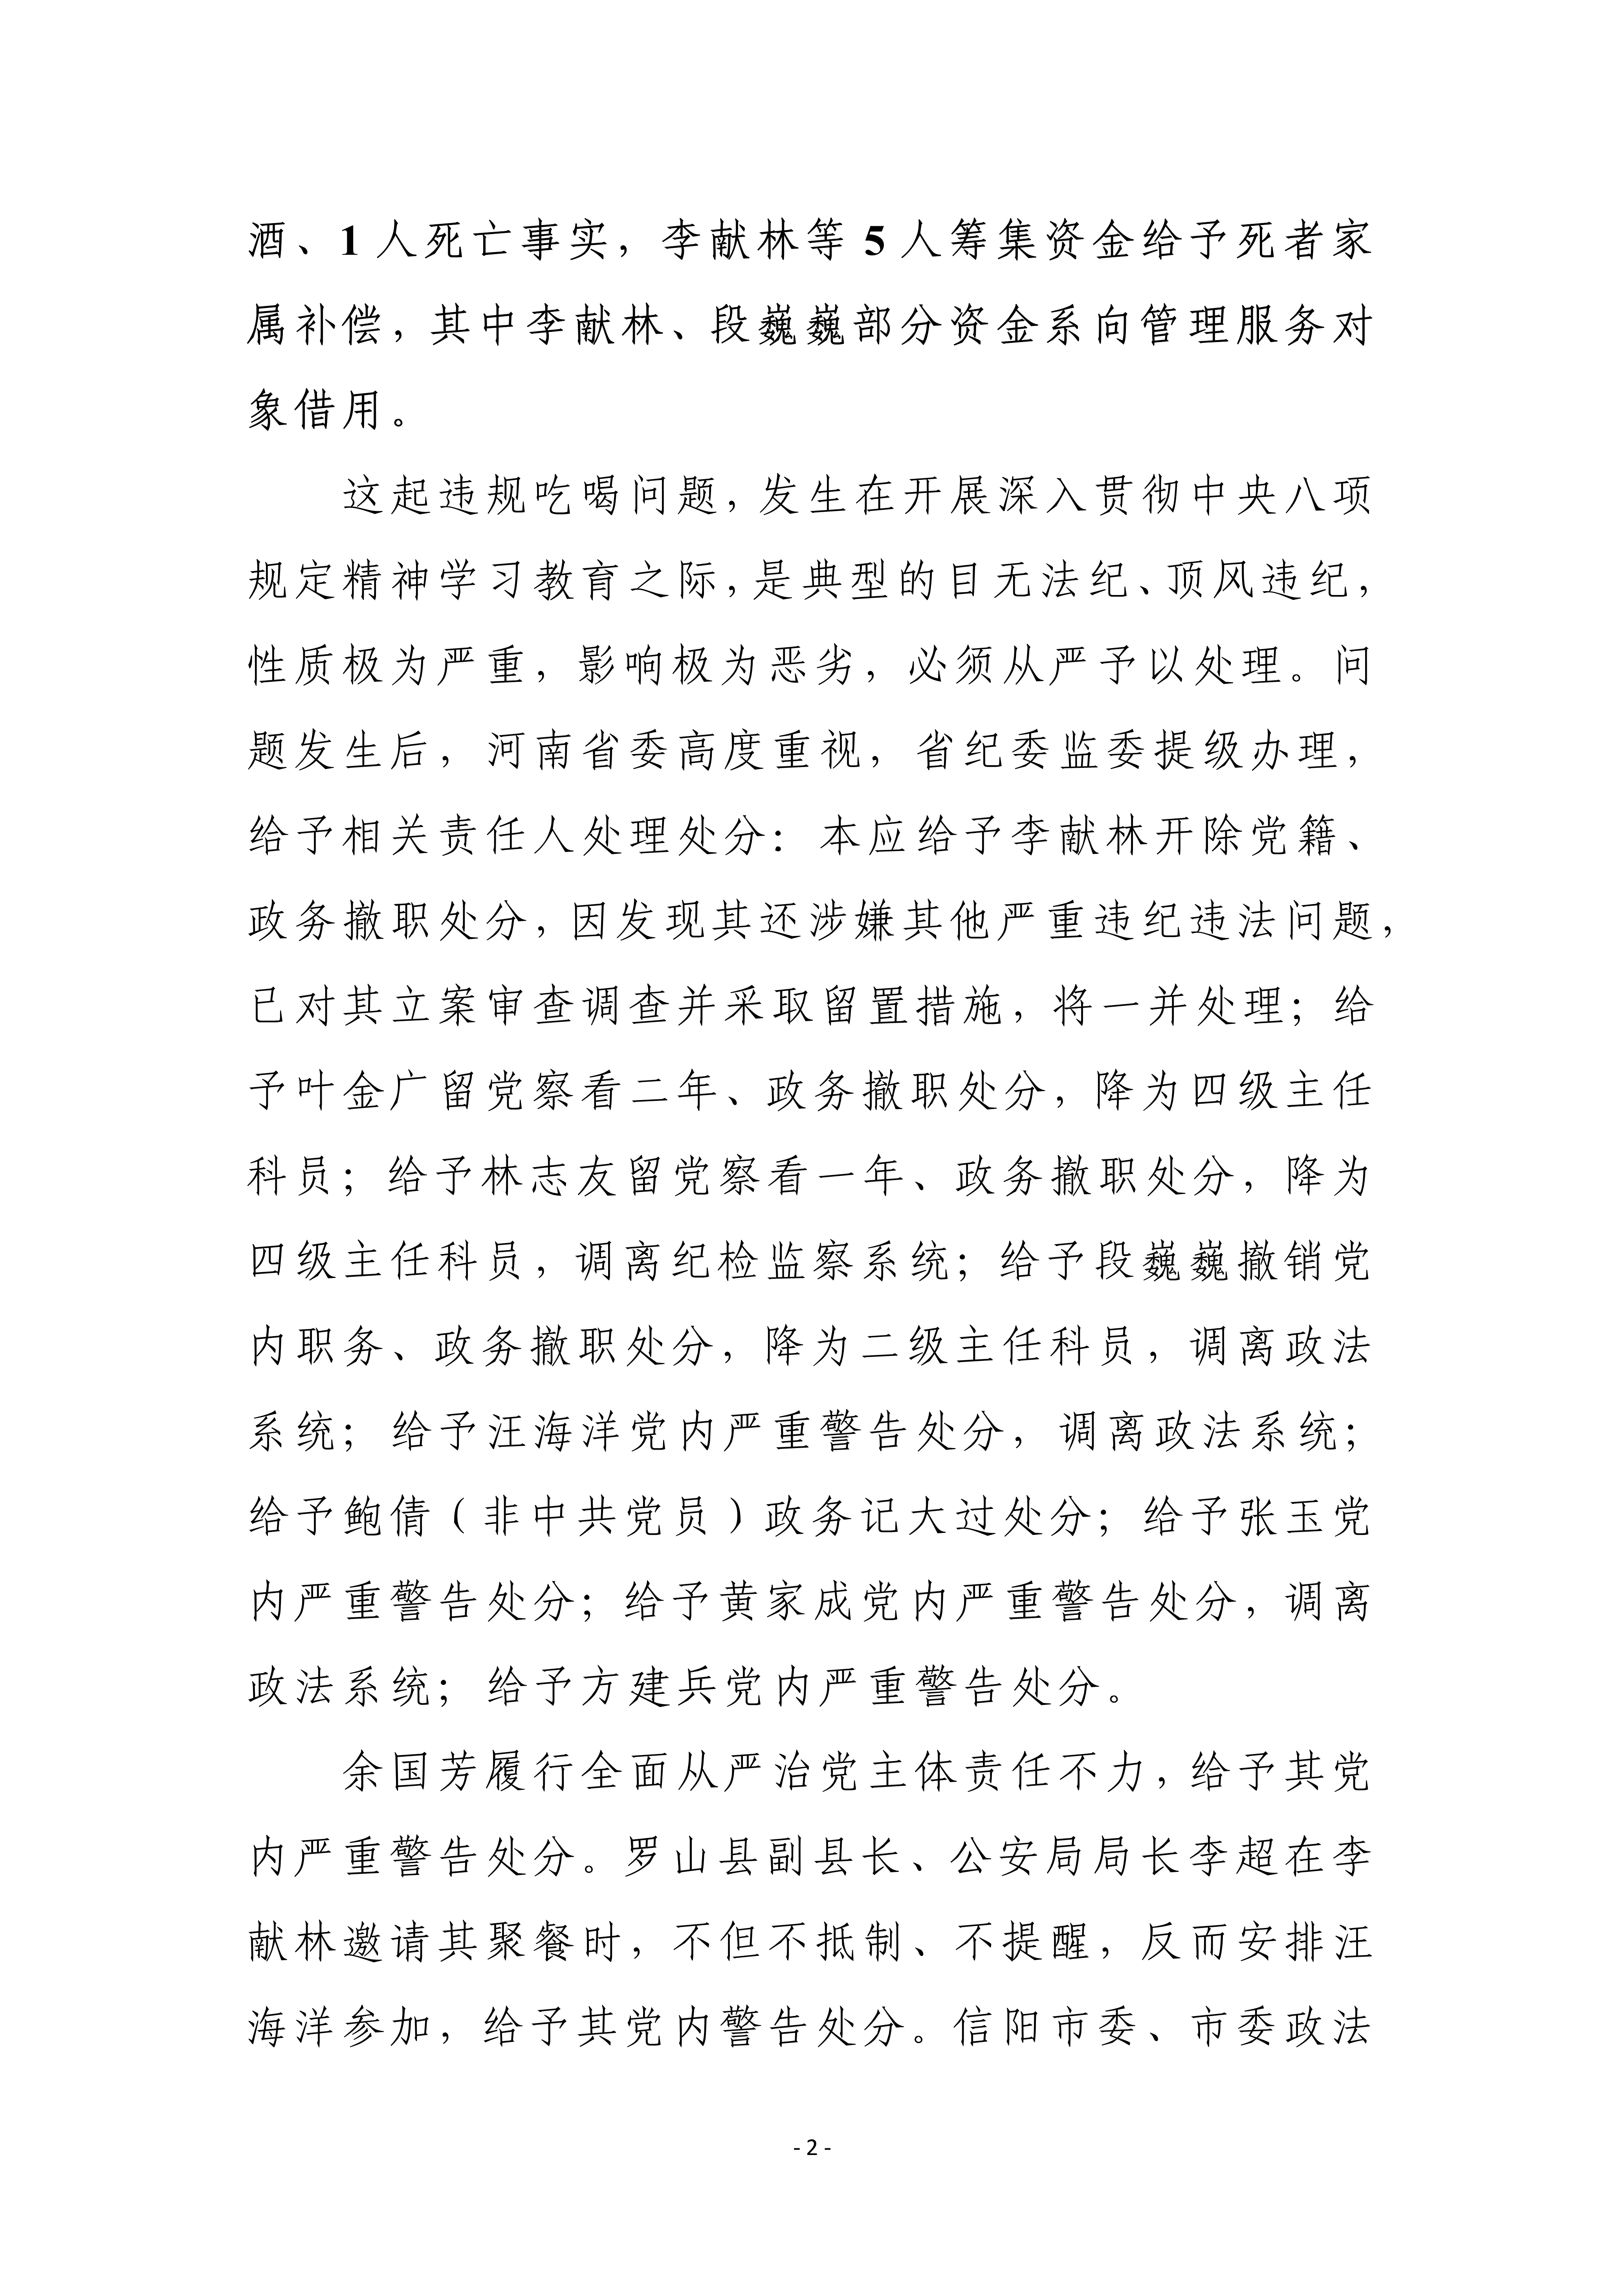 酒、1 人死亡事实，李献林等 5 人筹集资金给予死者家
属补偿，其中李献林、段巍巍部分资金系向管理服务对
象借用。
这起违规吃喝问题，发生在开展深入贯彻中央八项
规定精神学习教育之际，是典型的目无法纪、顶风违纪，
性质极为严重，影响极为恶劣，必须从严予以处理。问
题发生后，河南省委高度重视，省纪委监委提级办理，
给予相关责任人处理处分：本应给予李献林开除党籍、
政务撤职处分，因发现其还涉嫌其他严重违纪违法问题，
已对其立案审查调查并采取留置措施，将一并处理；给
予叶金广留党察看二年、政务撤职处分，降为四级主任
科员；给予林志友留党察看一年、政务撤职处分，降为
四级主任科员，调离纪检监察系统；给予段巍巍撤销党
内职务、政务撤职处分，降为二级主任科员，调离政法
系统；给予汪海洋党内严重警告处分，调离政法系统；
给予鲍倩（非中共党员）政务记大过处分；给予张玉党
内严重警告处分；给予黄家成党内严重警告处分，调离
政法系统；给予方建兵党内严重警告处分。
余国芳履行全面从严治党主体责任不力，给予其党
内严重警告处分。罗山县副县长、公安局局长李超在李
献林邀请其聚餐时，不但不抵制、不提醒，反而安排汪
海洋参加，给予其党内警告处分。信阳市委、市委政法
- 2 -